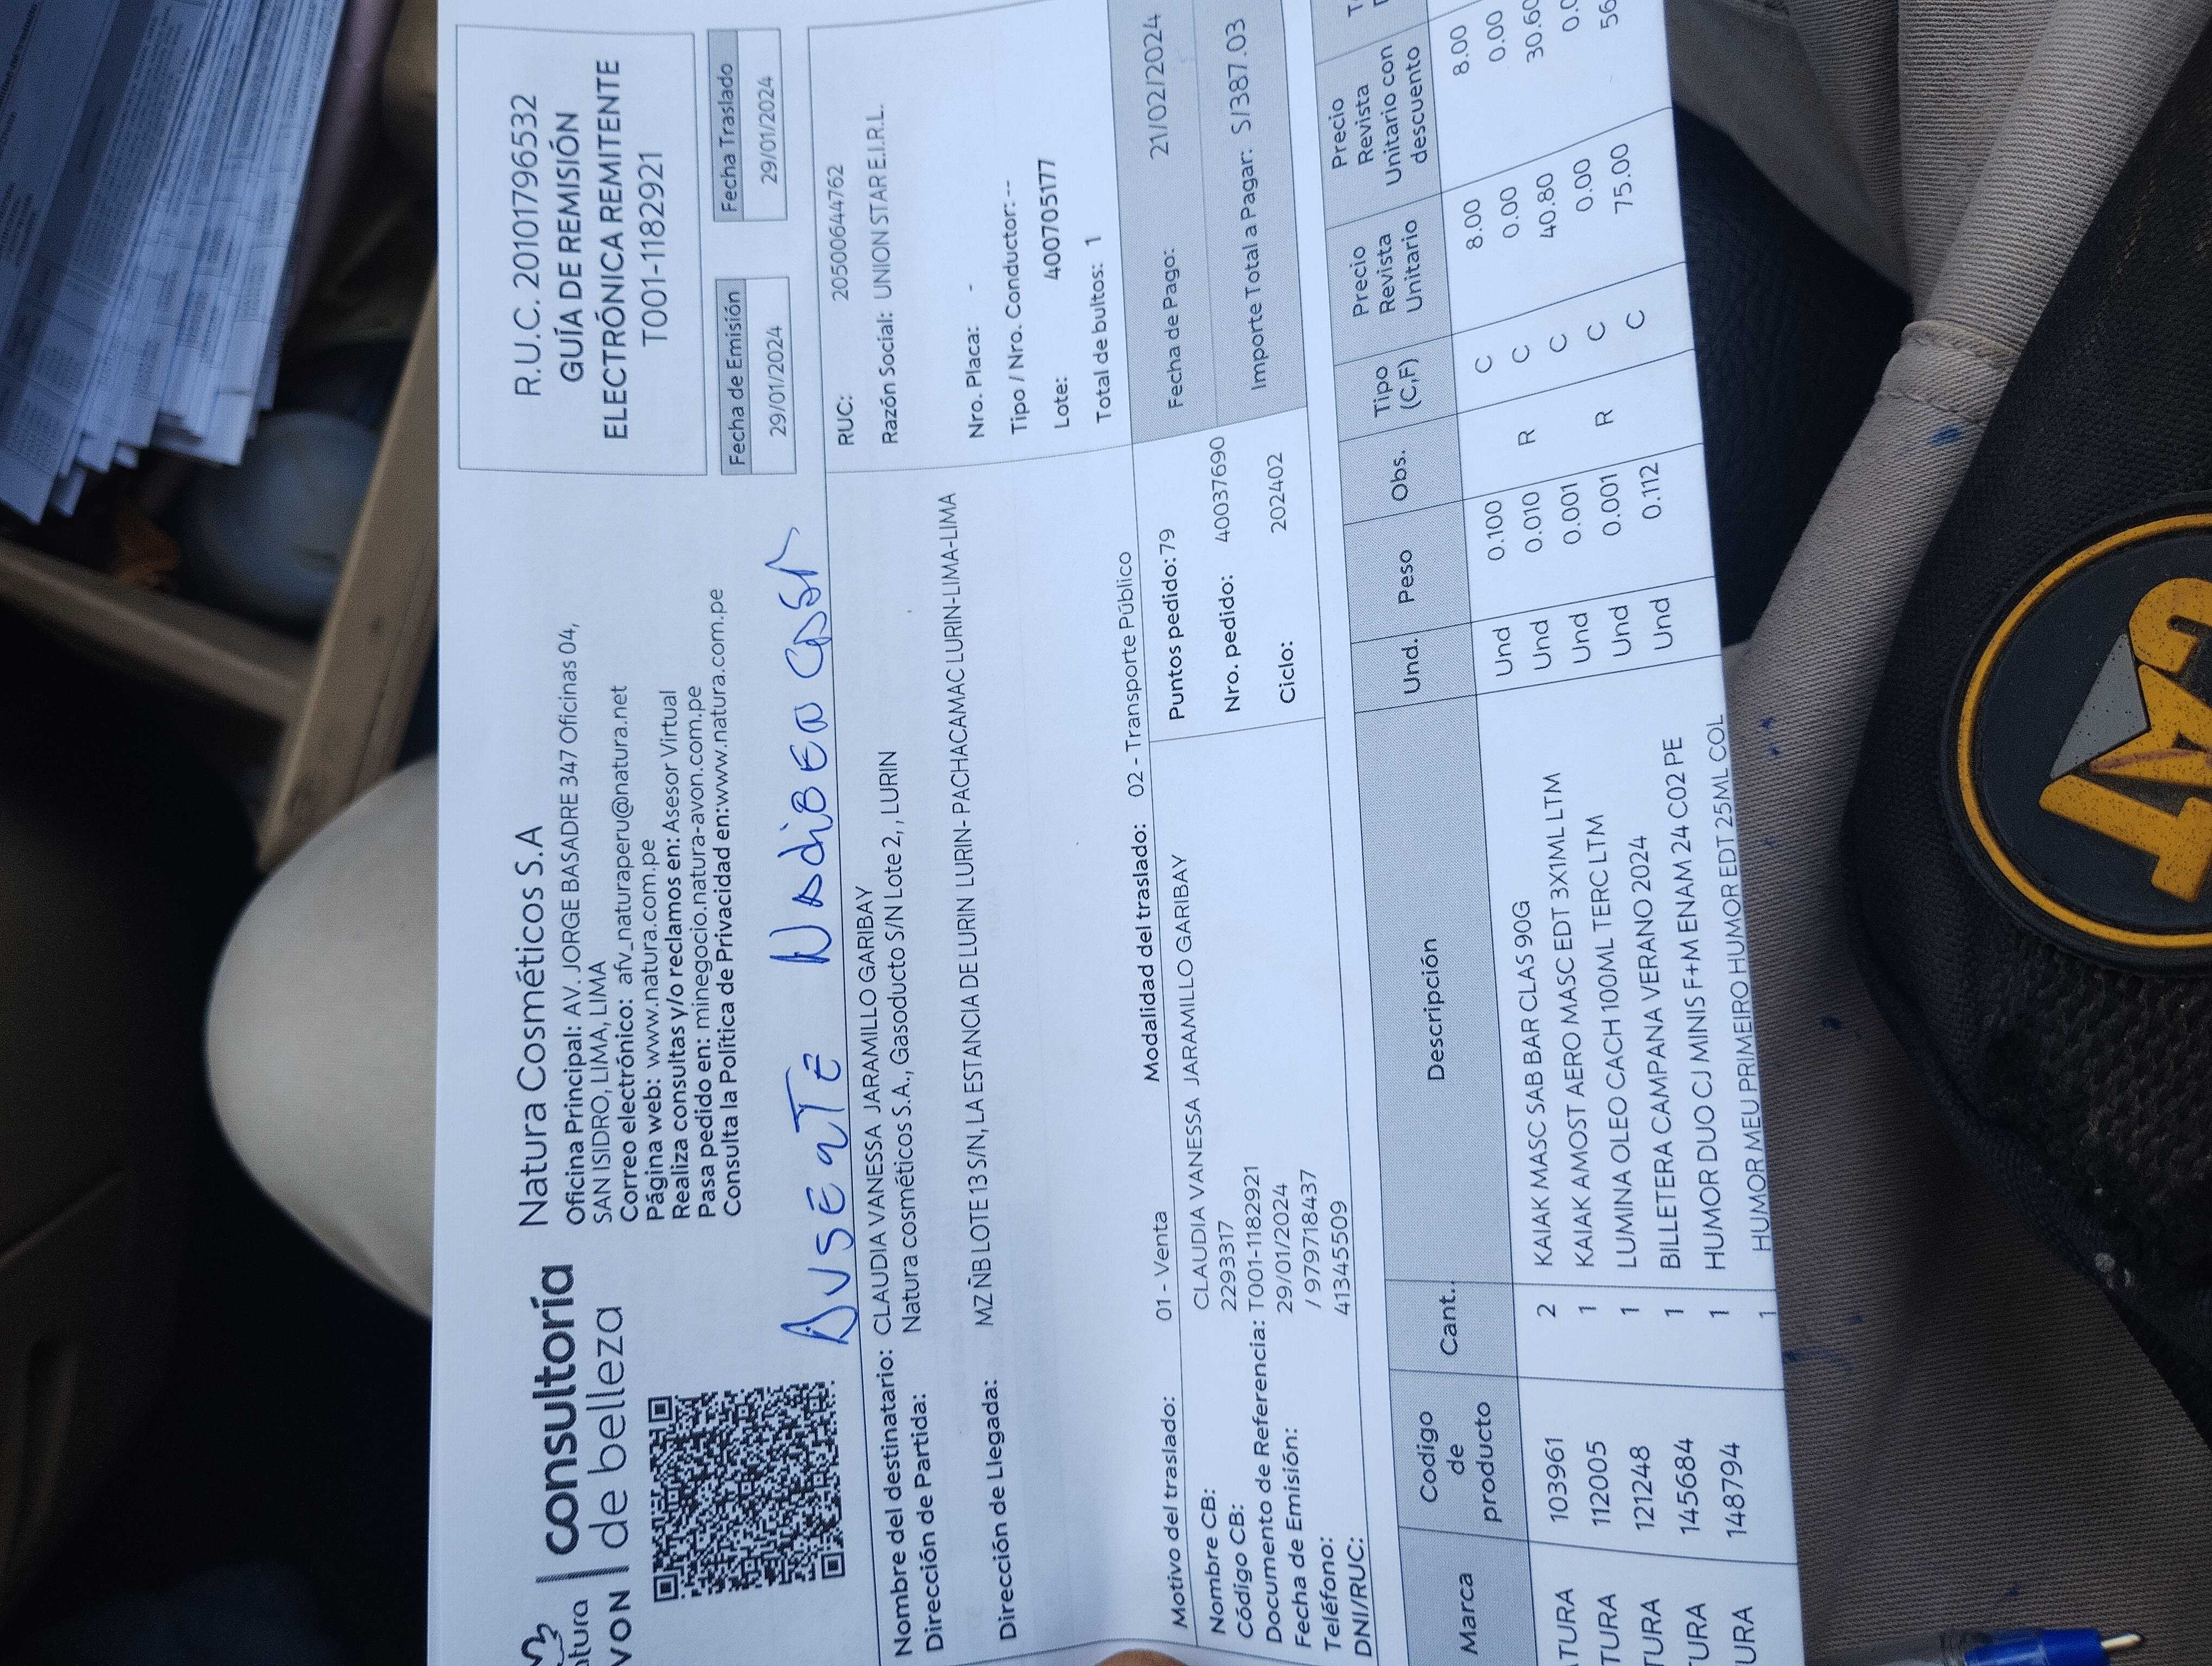 consultoría
de belleza
Natura Cosméticos S.A
Oficina Principal: AV. JORGE BASADRE 347 Oficinas 04,
SAN ISIDRO, LIMA, LIMA
Correo electrónico: afv_naturaperu@natura.net
Página web: www.natura.com.pe
Realiza consultas y/o reclamos en: Asesor Virtual
Pasa pedido en: minegocio.natura-avon.com.pe
Consulta la Política de Privacidad en:www.natura.com.pe
R.U.C. 20101796532
GUÍA DE REMISIÓN
ELECTRÓNICA REMITENTE
T001-1182921
Fecha de Emisión Fecha Traslado
29/01/2024 29/01/2024
AUSENTE
Nombre del destinatario: CLAUDIA VANESSA JARAMILLO GARIBAY
Dirección de Partida: Natura cosméticos S.A., Gasoducto S/N Lote 2, , LURIN
Dirección de Llegada: MZ ÑB LOTE 13 S/N, LA ESTANCIA DE LURIN LURIN- PACHACAMAC LURIN-LIMA-LIMA
RUC: 20500644762
Razón Social: UNION STAR E.I.R.L.
Nro. Placa: -
Tipo / Nro. Conductor: --
Lote: 4007051​77
Total de bultos: 1
Motivo del traslado: 01 - Venta Modalidad del traslado: 02 - Transporte Público
Nombre CB: CLAUDIA VANESSA JARAMILLO GARIBAY
Código CB: 2293317
Documento de Referencia: T001-1182921
Fecha de Emisión: 29/01/2024
Teléfono: / 979718437
DNI/RUC: 41345509
Puntos pedido: 79
Nro. pedido: 40037690
Ciclo: 202402
Fecha de Pago: 21/02/2024
Importe Total a Pagar: S/387.03
Marca Codigo de producto Cant.. Descripción Und. Peso Obs. Tipo (C,F) Precio Revista Unitario Precio Revista Unitario con descuento
TURA 103961 2 KAIAK MASC SAB BAR CLAS 90G Und 0.100 C 8.00 8.00
TURA 112005 1 KAIAK AMOST AERO MASC EDT 3X1ML LTM Und 0.010 R C 0.00 0.00
TURA 121248 1 LUMINA OLEO CACH 100ML TERC LTM Und 0.001 C 40.80 30.60
TURA 145684 1 BILLETERA CAMPANA VERANO 2024 Und 0.001 R C 0.00
URA 148794 1 HUMOR DUO CJ MINIS F+M ENAM 24 C02 PE Und 0.112 C 75.00
1 HUMOR MEU PRIMEIRO HUMOR EDT 25ML COL